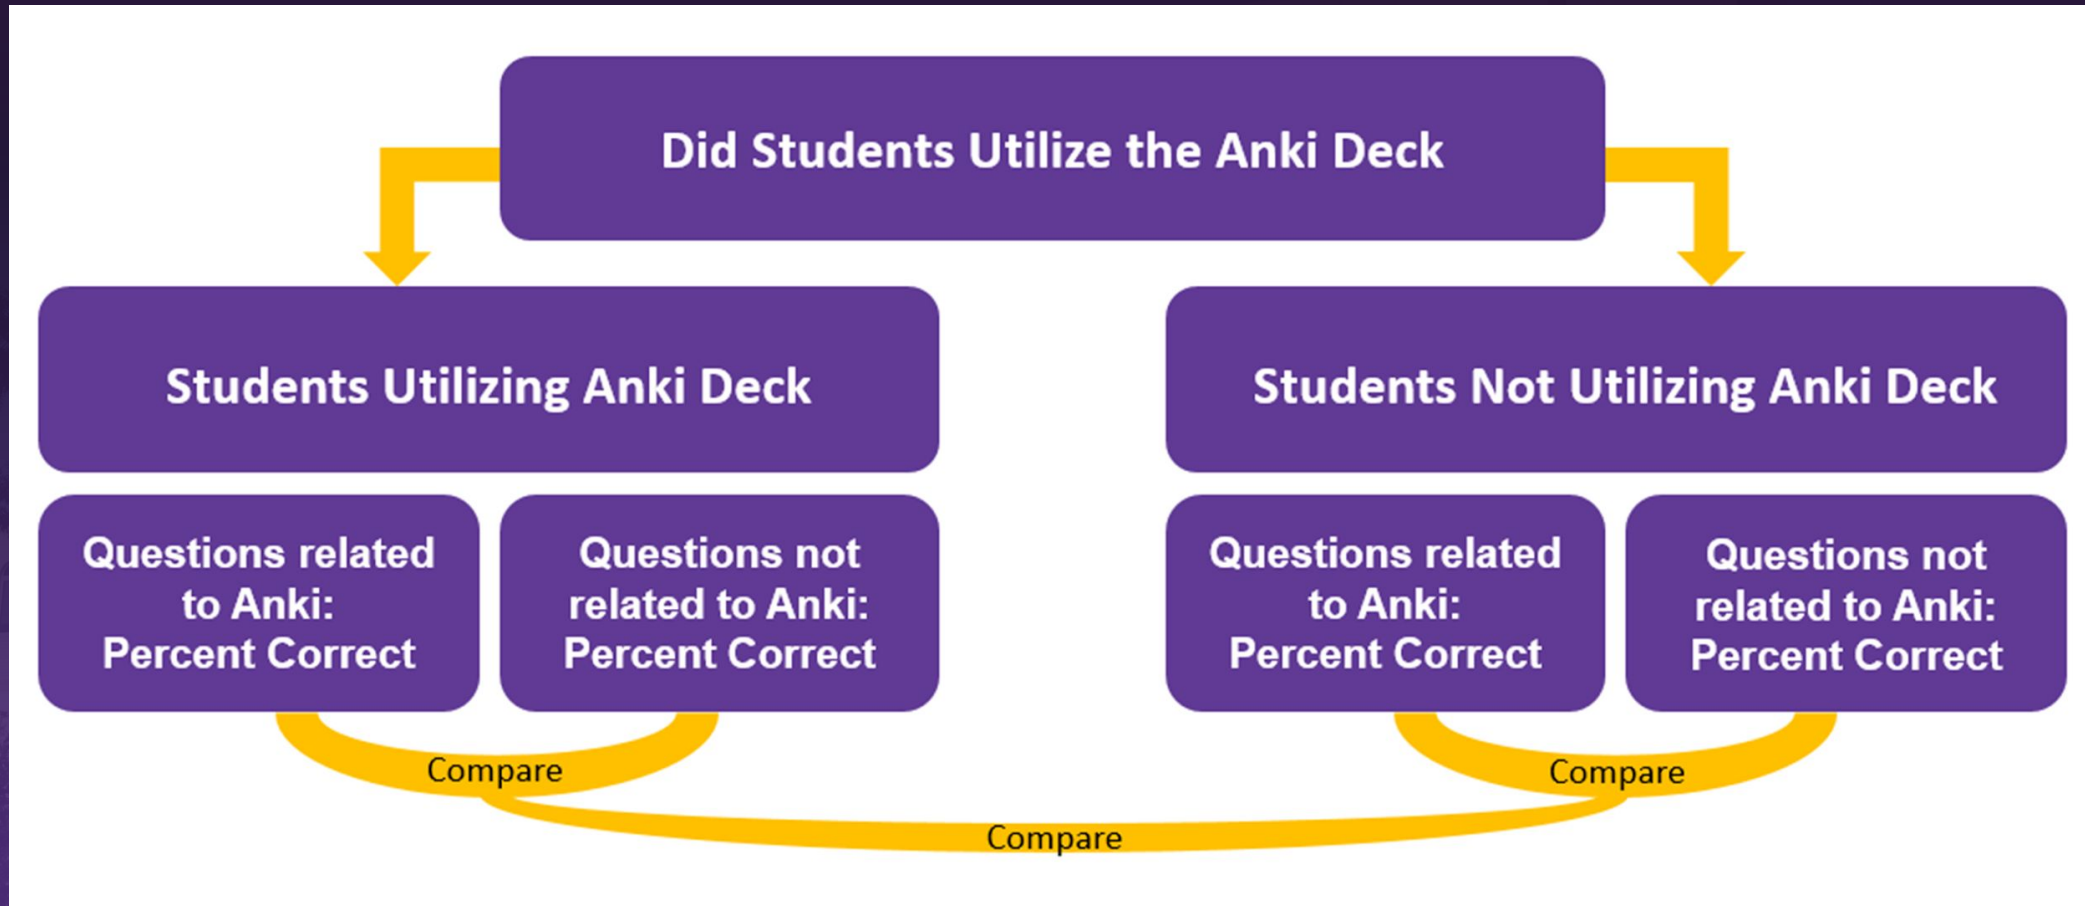 Did Students Utilize the Anki Deck
Students Utilizing Anki Deck
Students Not Utilizing Anki Deck
Questions related
to Anki:
Percent Correct
Questions not
related to Anki:
Percent Correct
Questions related
to Anki:
Percent Correct
Questions not
related to Anki:
Percent Correct
Compare
Compare
Compare